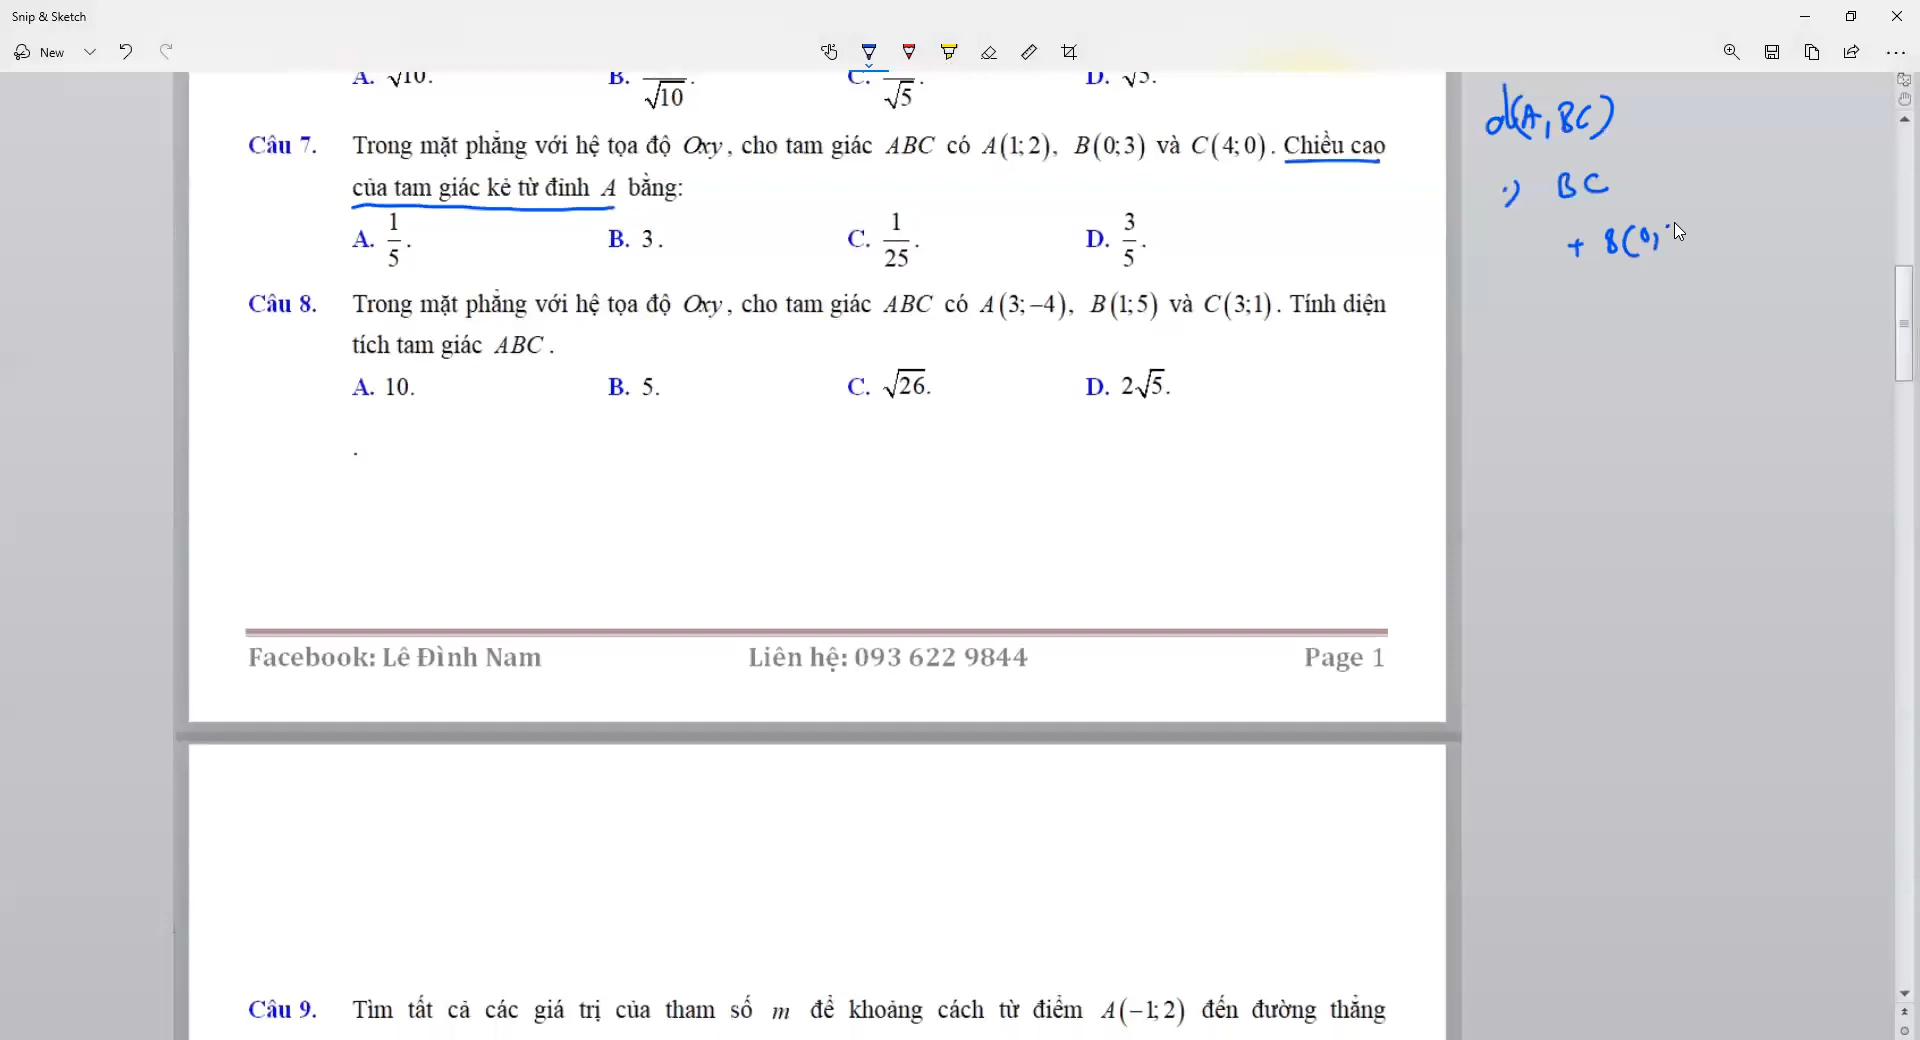 Snip & Sketch
New
A. √10.
B. √10.
C. √5.
D. √5.
Câu 7. Trong mặt phẳng với hệ tọa độ Oxy, cho tam giác ABC có A(1;2), B(0;3) và C(4;0). Chiều cao
của tam giác kẻ từ đỉnh A bằng:
A. 1/5.
B. 3.
C. 1/25.
D. 3/5.
Câu 8. Trong mặt phẳng với hệ tọa độ Oxy, cho tam giác ABC có A(3;−4), B(1;5) và C(3;1). Tính diện
tích tam giác ABC.
A. 10.
B. 5.
C. √26.
D. 2√5.
.
Facebook: Lê Đình Nam
Liên hệ: 093 622 9844
Page 1
Câu 9. Tìm tất cả các giá trị của tham số m để khoảng cách từ điểm A(−1;2) đến đường thẳng
d(A, BC)
BC
+ B(0;